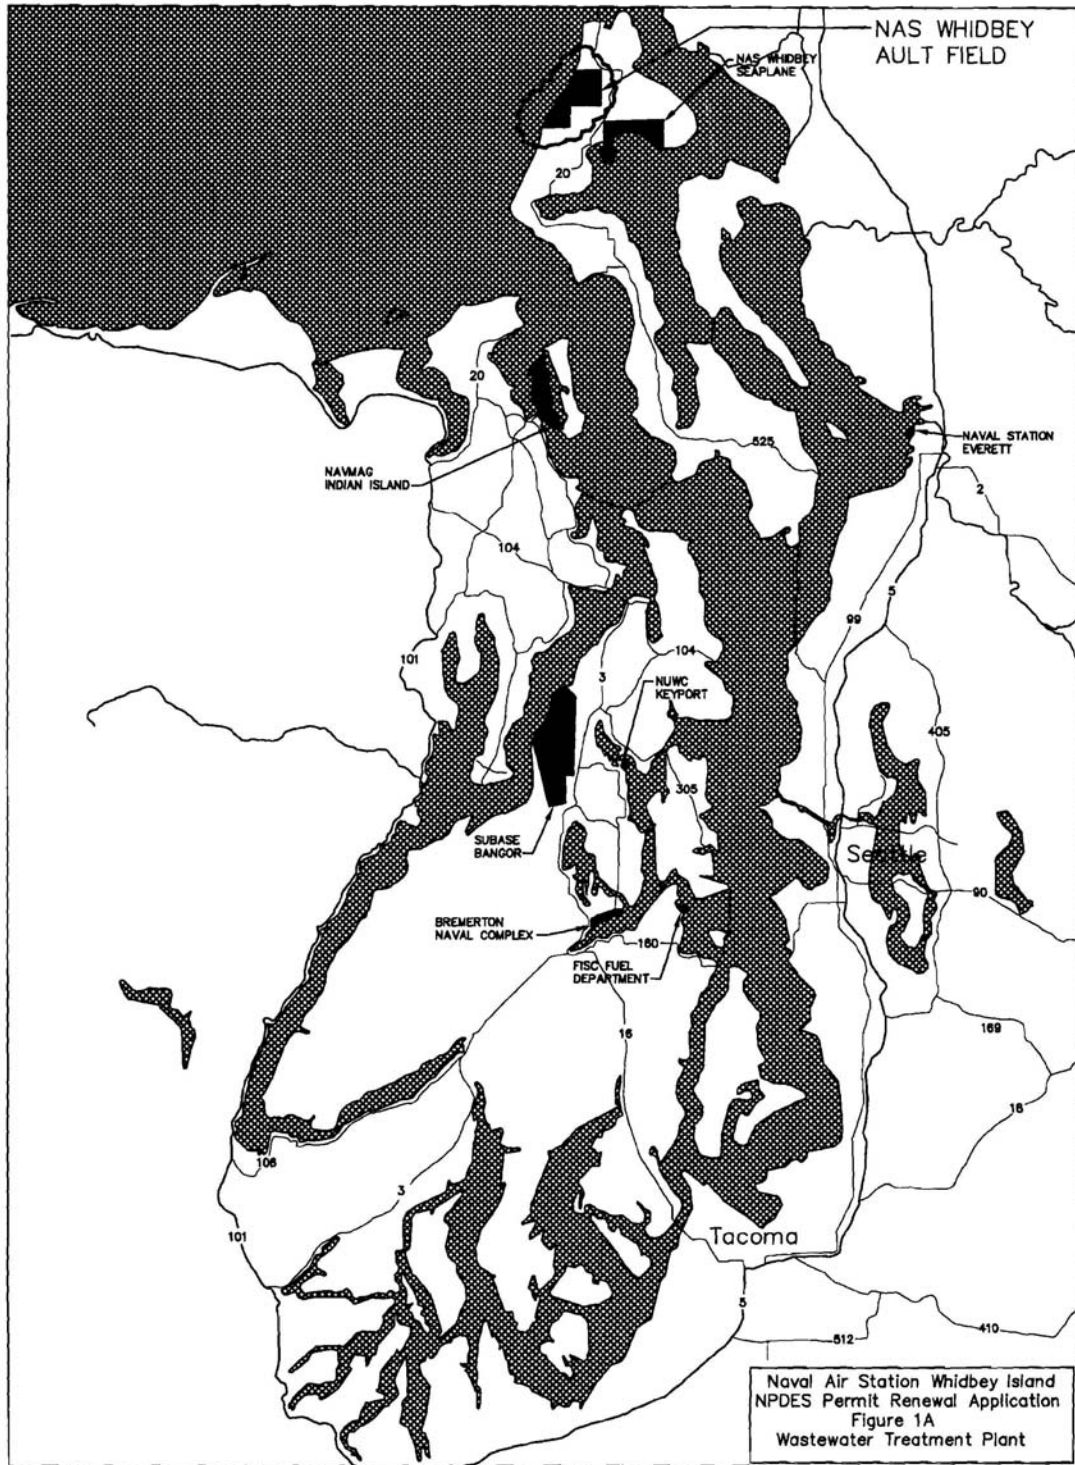 NAS WHIDBEY
AULT FIELD
NAS WHIDBEY
SEAPLANE
20
20
NAVMAG
INDIAN ISLAND
525
NAVAL STATION
EVERETT
2
104
5
99
101
104
3
NUWC
KEYPORT
405
305
SUBASE
BANGOR
Seattle
90
BREMERTON
NAVAL COMPLEX
160
FISC FUEL
DEPARTMENT
16
169
18
106
3
101
Tacoma
5
410
512
Naval Air Station Whidbey Island
NPDES Permit Renewal Application
Figure 1A
Wastewater Treatment Plant